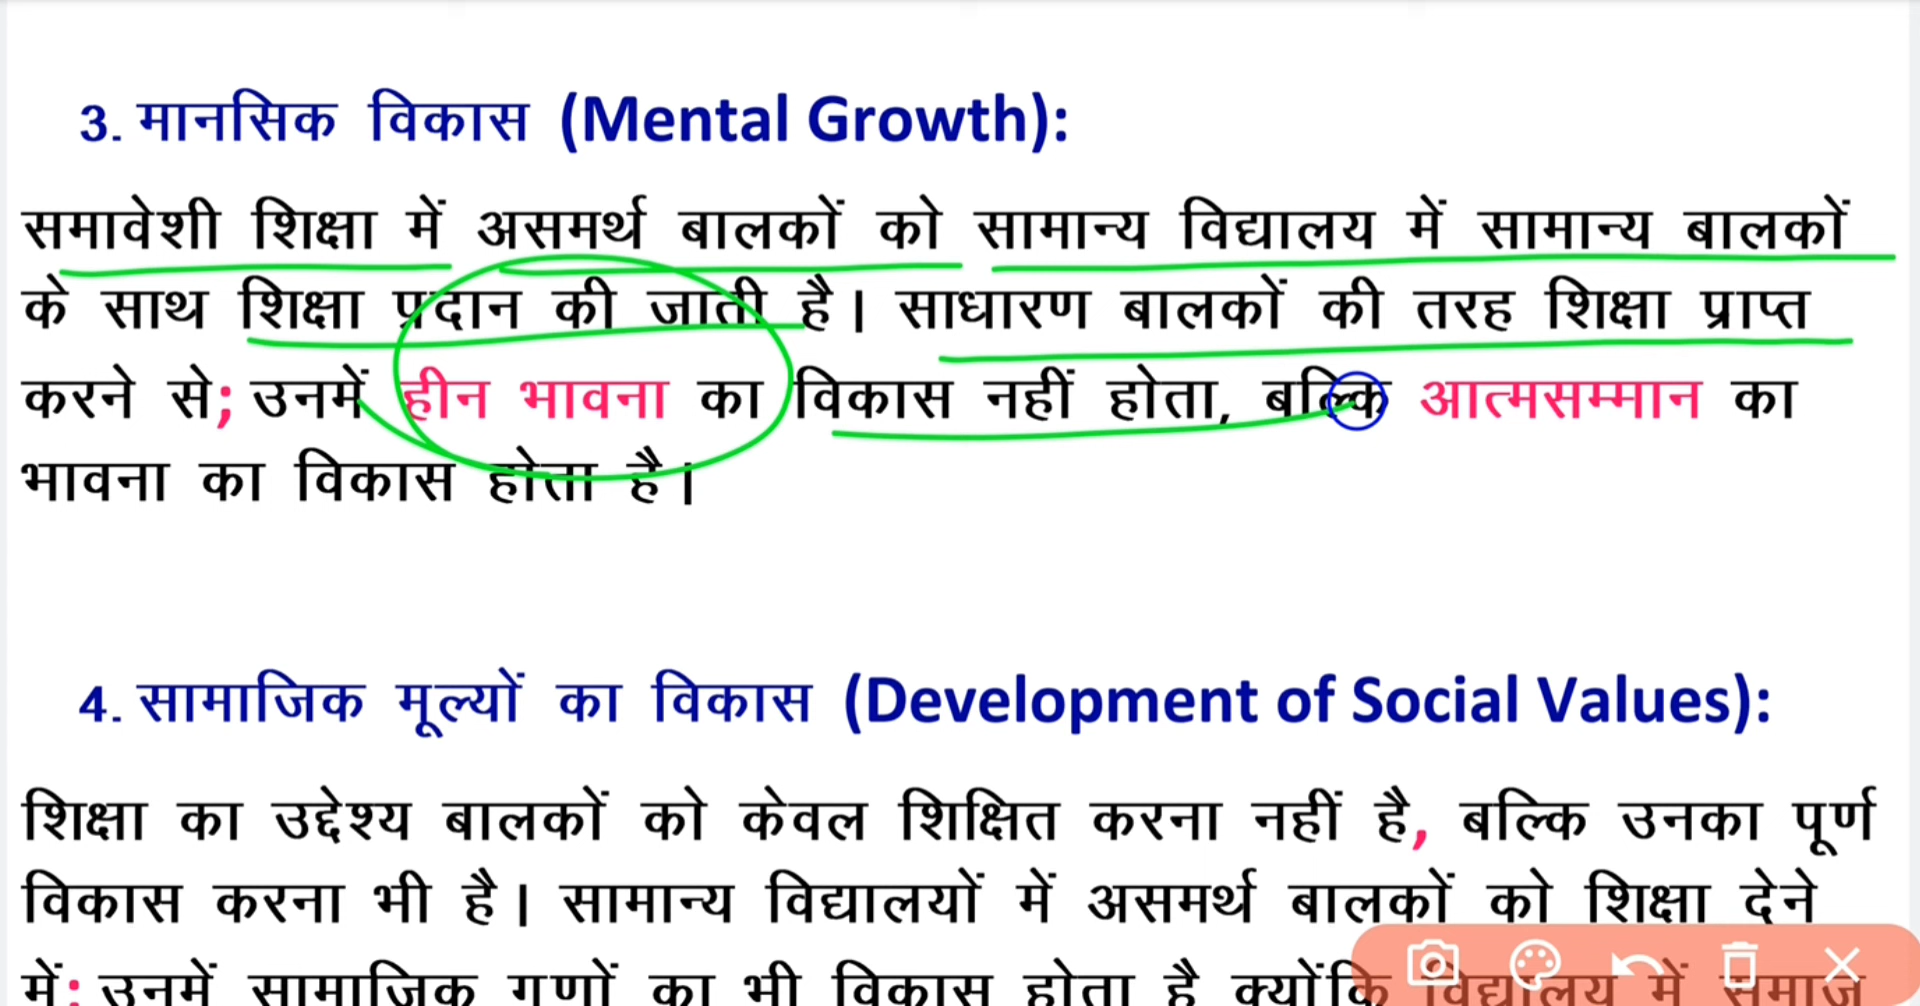 3. मानसिक विकास (Mental Growth):
समावेशी शिक्षा में असमर्थ बालकों को सामान्य विद्यालय में सामान्य बालकों
के साथ शिक्षा प्रदान की जाती है। साधारण बालकों की तरह शिक्षा प्राप्त
करने से; उनमें हीन भावना का विकास नहीं होता, बल्कि आत्मसम्मान का
भावना का विकास होता है।
4. सामाजिक मूल्यों का विकास (Development of Social Values):
शिक्षा का उद्देश्य बालकों को केवल शिक्षित करना नहीं है, बल्कि उनका पूर्ण
विकास करना भी है। सामान्य विद्यालयों में असमर्थ बालकों को शिक्षा देने
में; उनमें सामाजिक गुणों का भी विकास होता है क्योंकि विद्यालय में समाज